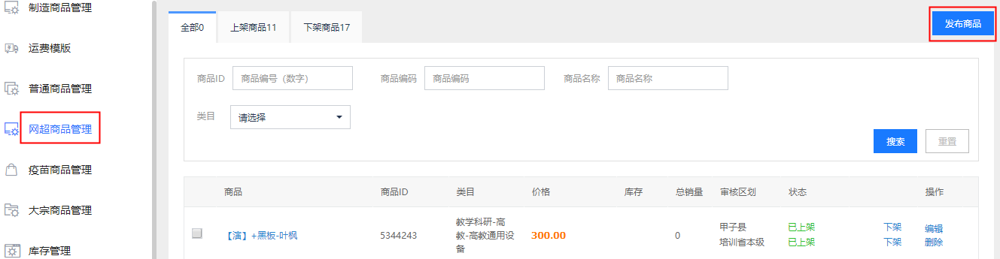 制造商品管理
运费模版
普通商品管理
网超商品管理
疫苗商品管理
大宗商品管理
库存管理
全部0 上架商品11 下架商品17
发布商品
商品ID 商品编号（数字） 商品编码 商品编码 商品名称 商品名称
类目 请选择
搜索 重置
商品 商品ID 类目 价格 库存 总销量 审核区划 状态 操作
【演】+黑板-叶枫 5344243 教学科研-高教-高教通用设备 300.00 0
甲子县 已上架 下架 编辑
培训省本级 已上架 下架 删除